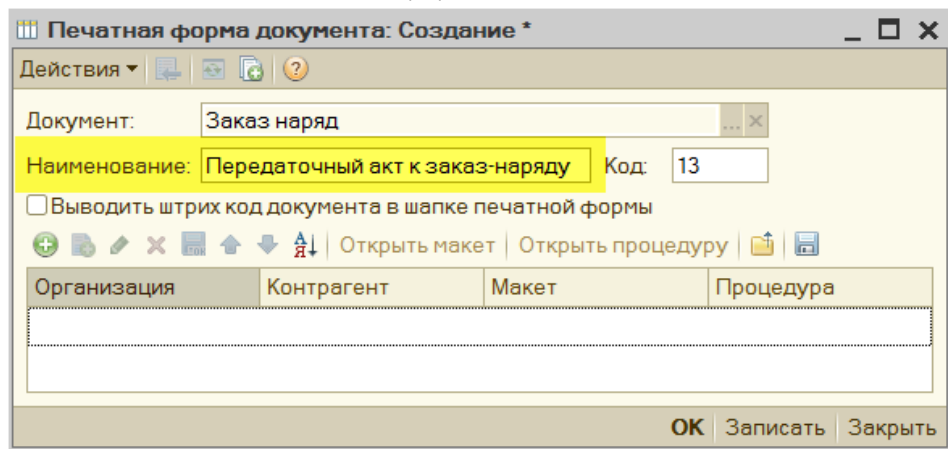 Печатная форма документа: Создание *
Действия
Документ: Заказ наряд ...
Наименование: Передаточный акт к заказ-наряду Код: 13
Выводить штрих код документа в шапке печатной формы
Открыть макет Открыть процедуру
Организация Контрагент Макет Процедура
ОК Записать Закрыть